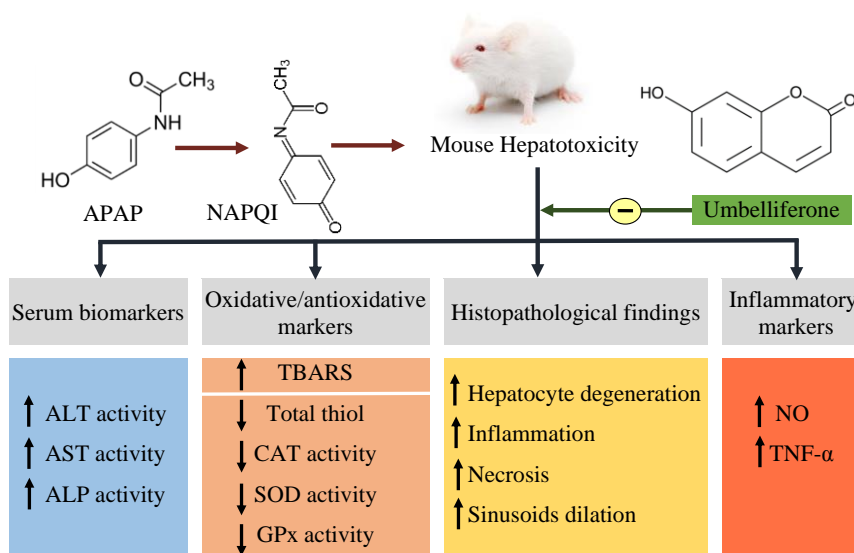 CH₃
O
NH
HO
APAP
CH₃
O
N
O
NAPQI
Mouse Hepatotoxicity
HO
O
O
Umbelliferone
−
Serum biomarkers
Oxidative/antioxidative
markers
Histopathological findings
Inflammatory
markers
ALT activity
AST activity
ALP activity
TBARS
Total thiol
CAT activity
SOD activity
GPx activity
Hepatocyte degeneration
Inflammation
Necrosis
Sinusoids dilation
NO
TNF-α